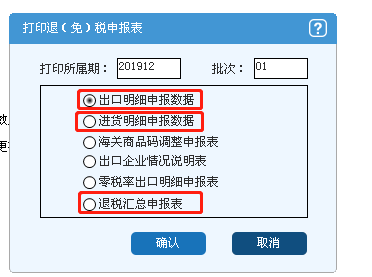 打印退（免）税申报表
?
打印所属期： 201912 批次： 01
出口明细申报数据
数
进货明细申报数据
更
海关商品码调整申报表
出口企业情况说明表
零税率出口明细申报表
退税汇总申报表
确认 取消